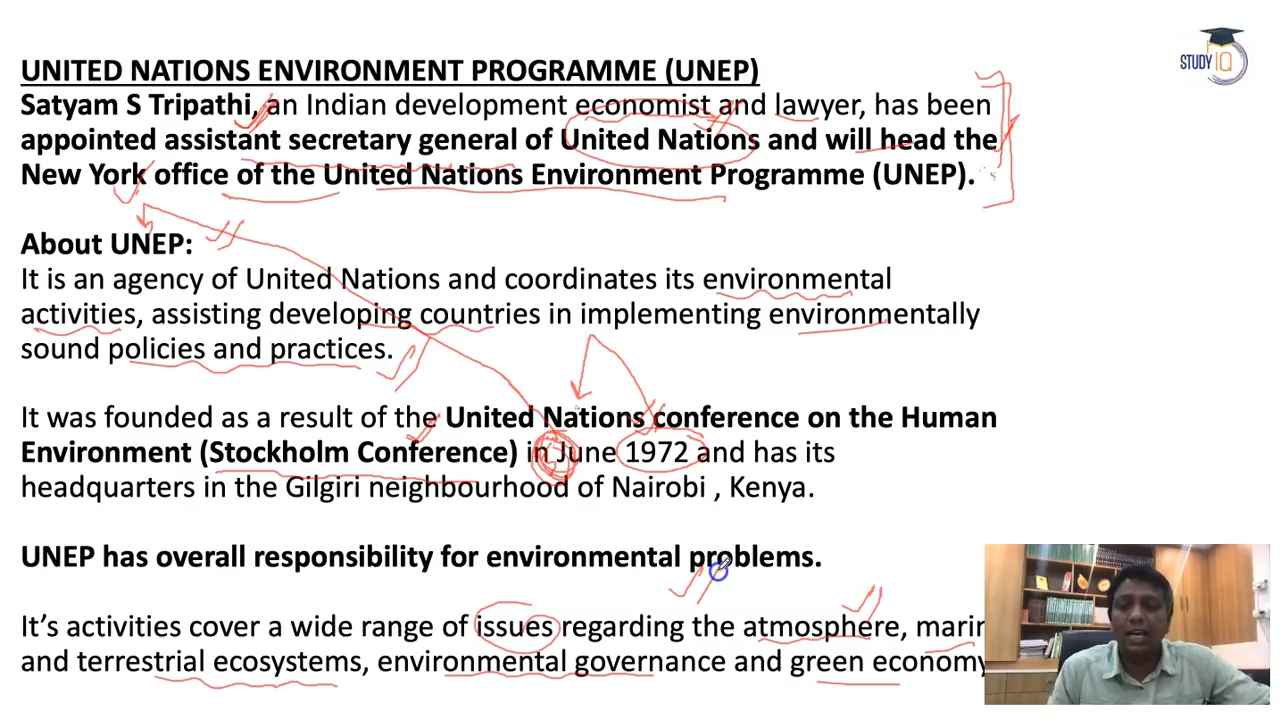 STUDY IQ
UNITED NATIONS ENVIRONMENT PROGRAMME (UNEP)
Satyam S Tripathi, an Indian development economist and lawyer, has been
appointed assistant secretary general of United Nations and will head the
New York office of the United Nations Environment Programme (UNEP).
About UNEP:
It is an agency of United Nations and coordinates its environmental
activities, assisting developing countries in implementing environmentally
sound policies and practices.
It was founded as a result of the United Nations conference on the Human
Environment (Stockholm Conference) in June 1972 and has its
headquarters in the Gilgiri neighbourhood of Nairobi , Kenya.
UNEP has overall responsibility for environmental problems.
It's activities cover a wide range of issues regarding the atmosphere, marin
and terrestrial ecosystems, environmental governance and green economy